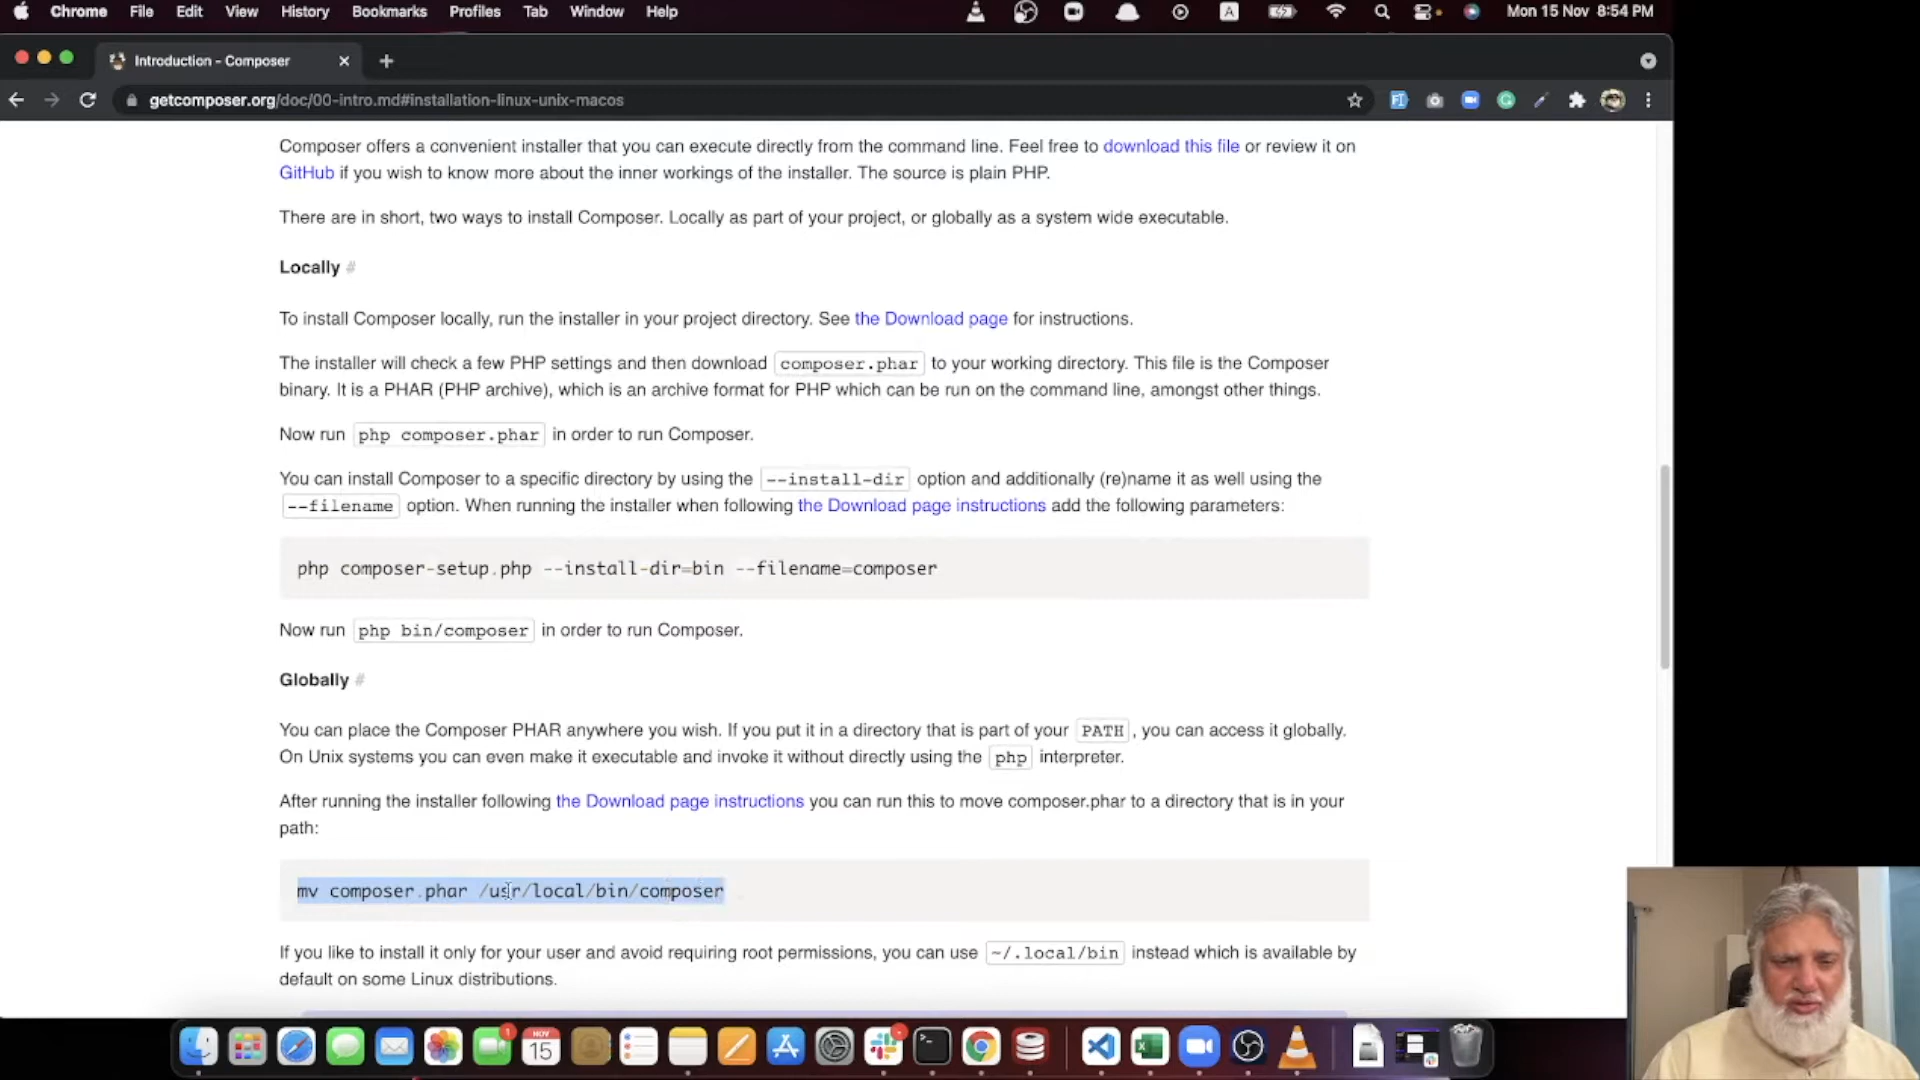 Chrome File Edit View History Bookmarks Profiles Tab Window Help A Mon 15 Nov 8:54 PM
Introduction - Composer
getcomposer.org/doc/00-intro.md#installation-linux-unix-macos
Composer offers a convenient installer that you can execute directly from the command line. Feel free to download this file or review it on
GitHub if you wish to know more about the inner workings of the installer. The source is plain PHP.
There are in short, two ways to install Composer. Locally as part of your project, or globally as a system wide executable.
Locally #
To install Composer locally, run the installer in your project directory. See the Download page for instructions.
The installer will check a few PHP settings and then download composer.phar to your working directory. This file is the Composer
binary. It is a PHAR (PHP archive), which is an archive format for PHP which can be run on the command line, amongst other things.
Now run php composer.phar in order to run Composer.
You can install Composer to a specific directory by using the --install-dir option and additionally (re)name it as well using the
--filename option. When running the installer when following the Download page instructions add the following parameters:
php composer-setup.php --install-dir=bin --filename=composer
Now run php bin/composer in order to run Composer.
Globally #
You can place the Composer PHAR anywhere you wish. If you put it in a directory that is part of your PATH, you can access it globally.
On Unix systems you can even make it executable and invoke it without directly using the php interpreter.
After running the installer following the Download page instructions you can run this to move composer.phar to a directory that is in your
path:
mv composer.phar /usr/local/bin/composer
If you like to install it only for your user and avoid requiring root permissions, you can use ~/.local/bin instead which is available by
default on some Linux distributions.
NOV
15
1